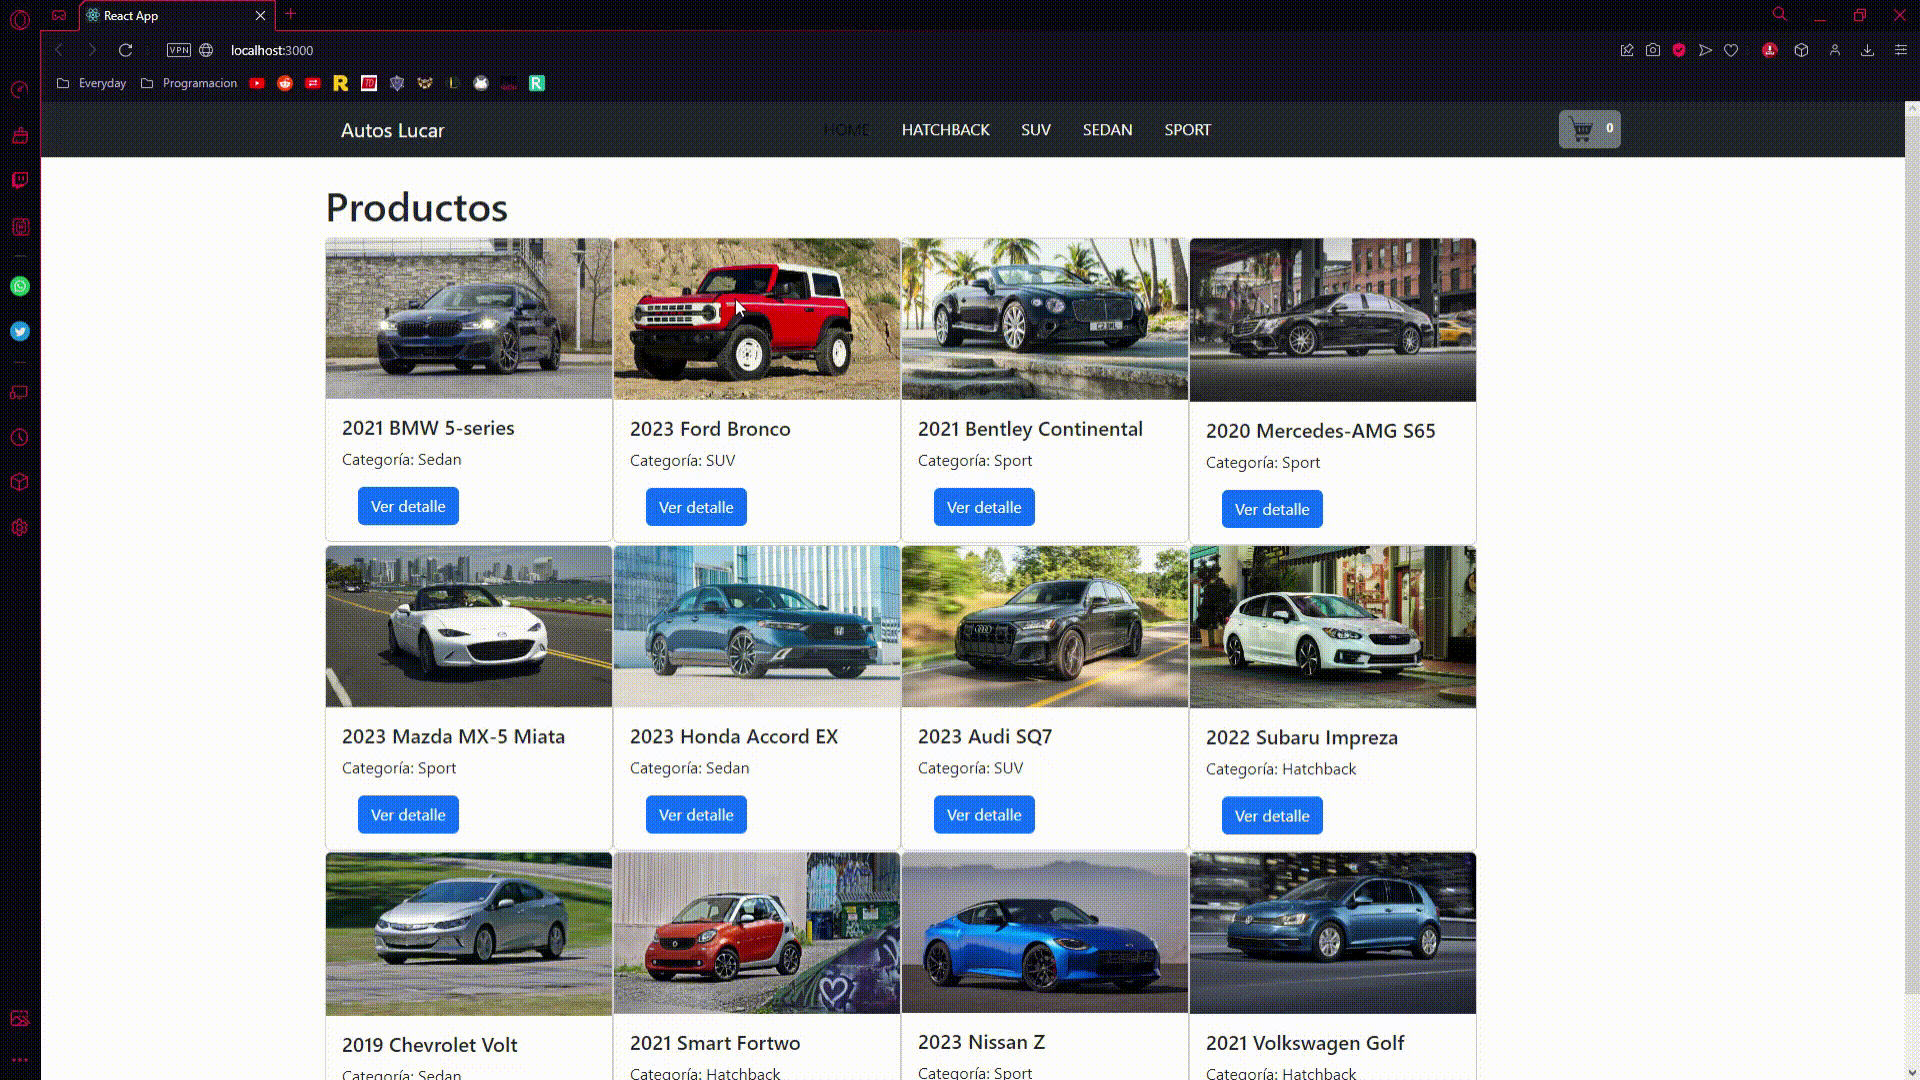 React App
VPN localhost:3000
Everyday Programacion
Autos Lucar HOME HATCHBACK SUV SEDAN SPORT 0
Productos
2021 BMW 5-series
Categoría: Sedan
Ver detalle
2023 Ford Bronco
Categoría: SUV
Ver detalle
2021 Bentley Continental
Categoría: Sport
Ver detalle
2020 Mercedes-AMG S65
Categoría: Sport
Ver detalle
2023 Mazda MX-5 Miata
Categoría: Sport
Ver detalle
2023 Honda Accord EX
Categoría: Sedan
Ver detalle
2023 Audi SQ7
Categoría: SUV
Ver detalle
2022 Subaru Impreza
Categoría: Hatchback
Ver detalle
2019 Chevrolet Volt
Categoría: Sedan
2021 Smart Fortwo
Categoría: Hatchback
2023 Nissan Z
Categoría: Sport
2021 Volkswagen Golf
Categoría: Hatchback